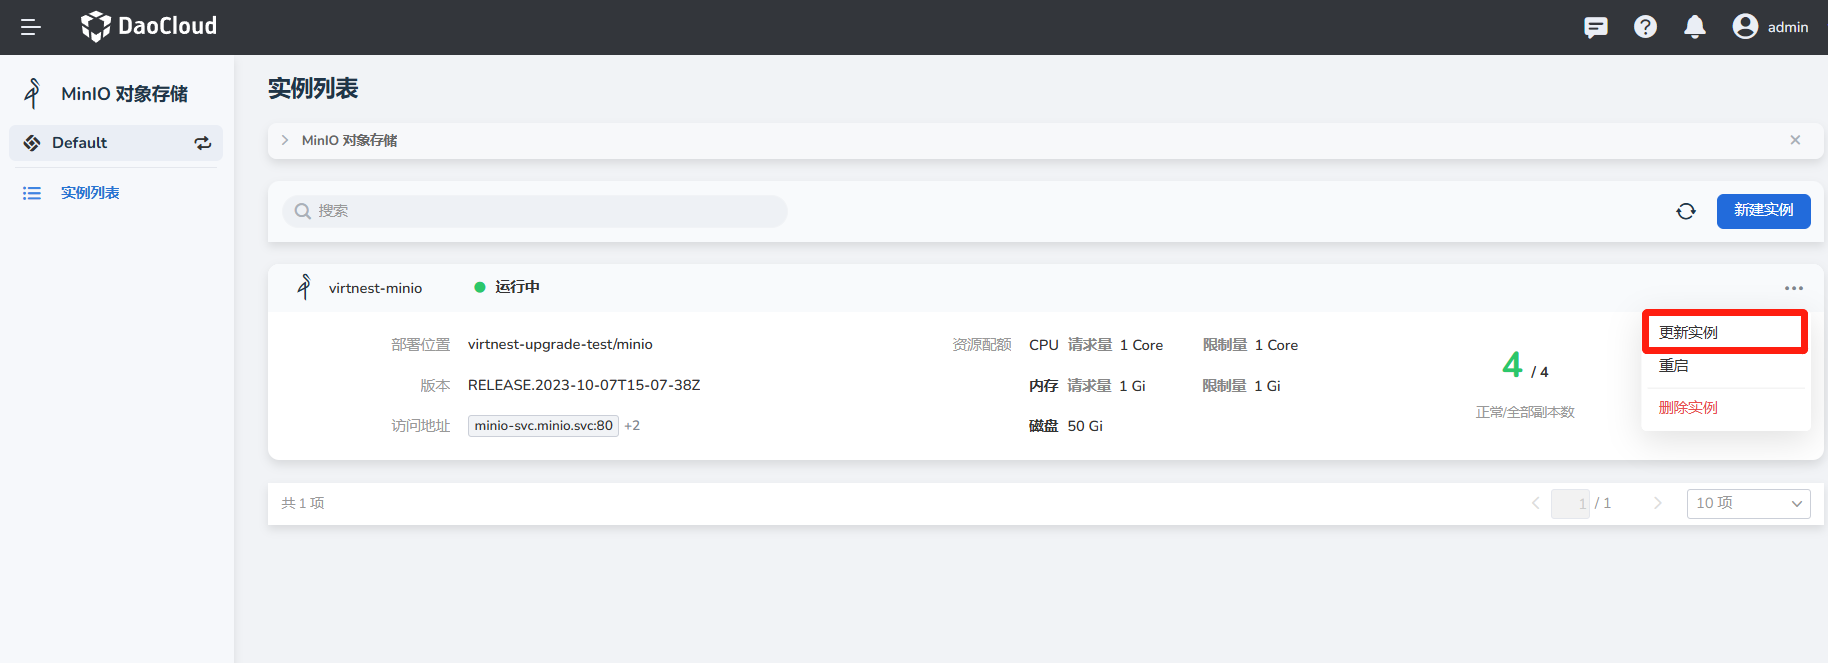 DaoCloud
admin
MinIO 对象存储
Default
实例列表
实例列表
MinIO 对象存储
搜索
新建实例
virtnest-minio
运行中
部署位置 virtnest-upgrade-test/minio
版本 RELEASE.2023-10-07T15-07-38Z
访问地址 minio-svc.minio.svc:80 +2
资源配额 CPU 请求量 1 Core 限制量 1 Core
内存 请求量 1 Gi 限制量 1 Gi
磁盘 50 Gi
4 / 4
正常/全部副本数
更新实例
重启
删除实例
共 1 项
1 / 1
10 项